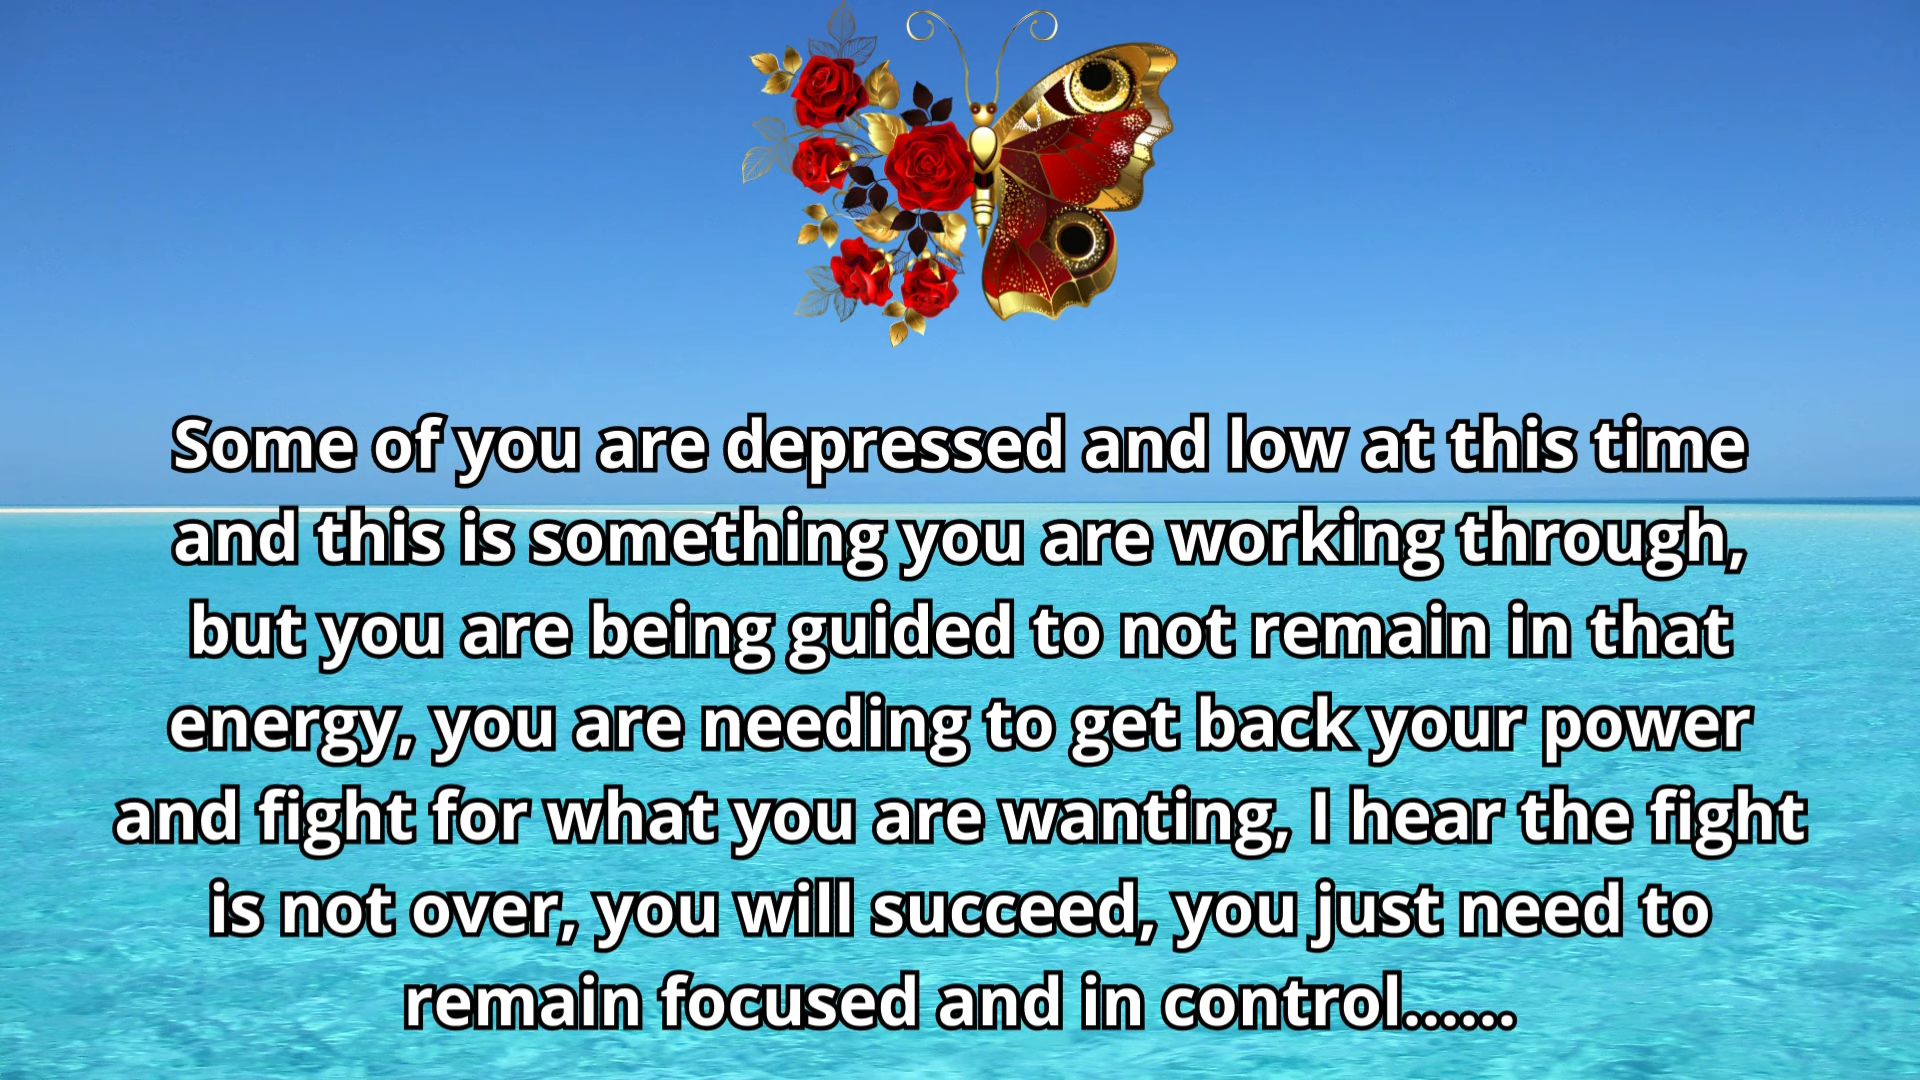 Some of you are depressed and low at this time
and this is something you are working through,
but you are being guided to not remain in that
energy, you are needing to get back your power
and fight for what you are wanting, I hear the fight
is not over, you will succeed, you just need to
remain focused and in control......